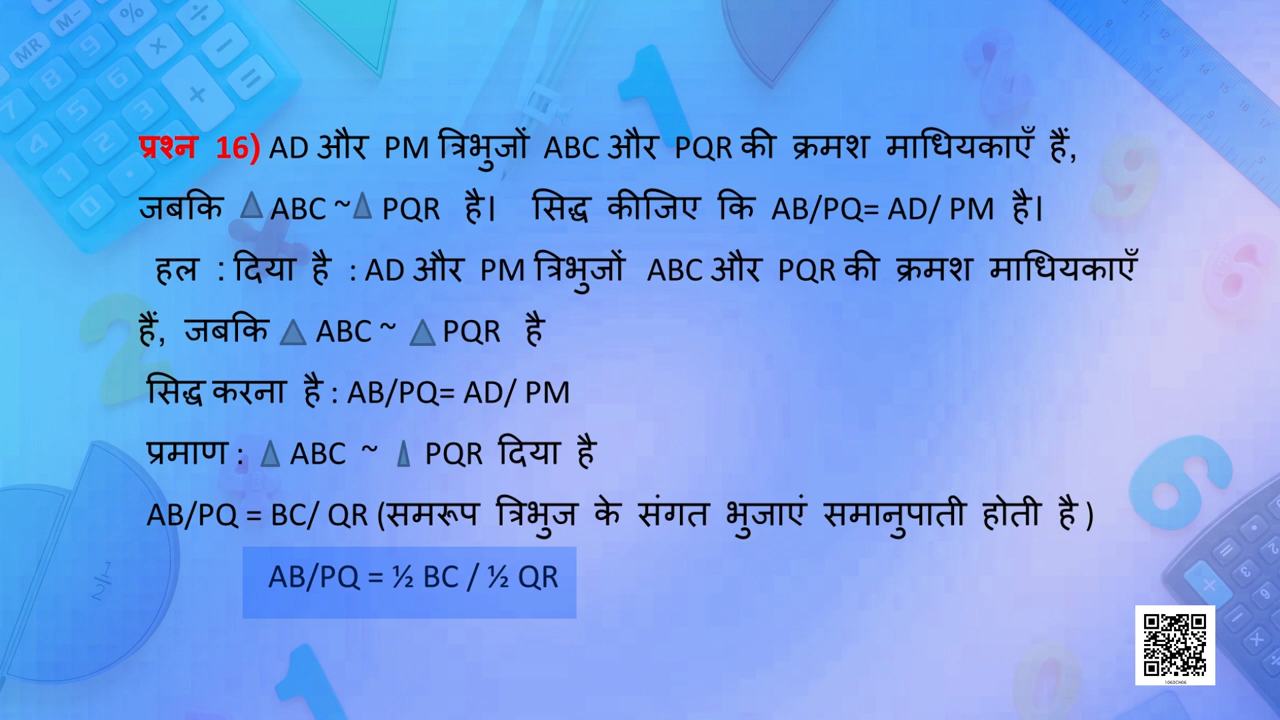 प्रश्न 16) AD और PM त्रिभुजों ABC और PQR की क्रमश माधियकाएँ हैं,
जबकि △ ABC ~ △ PQR है। सिद्ध कीजिए कि AB/PQ= AD/ PM है।
हल : दिया है : AD और PM त्रिभुजों ABC और PQR की क्रमश माधियकाएँ
हैं, जबकि △ ABC ~ △ PQR है
सिद्ध करना है : AB/PQ= AD/ PM
प्रमाण : △ ABC ~ △ PQR दिया है
AB/PQ = BC/ QR (समरूप त्रिभुज के संगत भुजाएं समानुपाती होती है )
AB/PQ = ½ BC / ½ QR